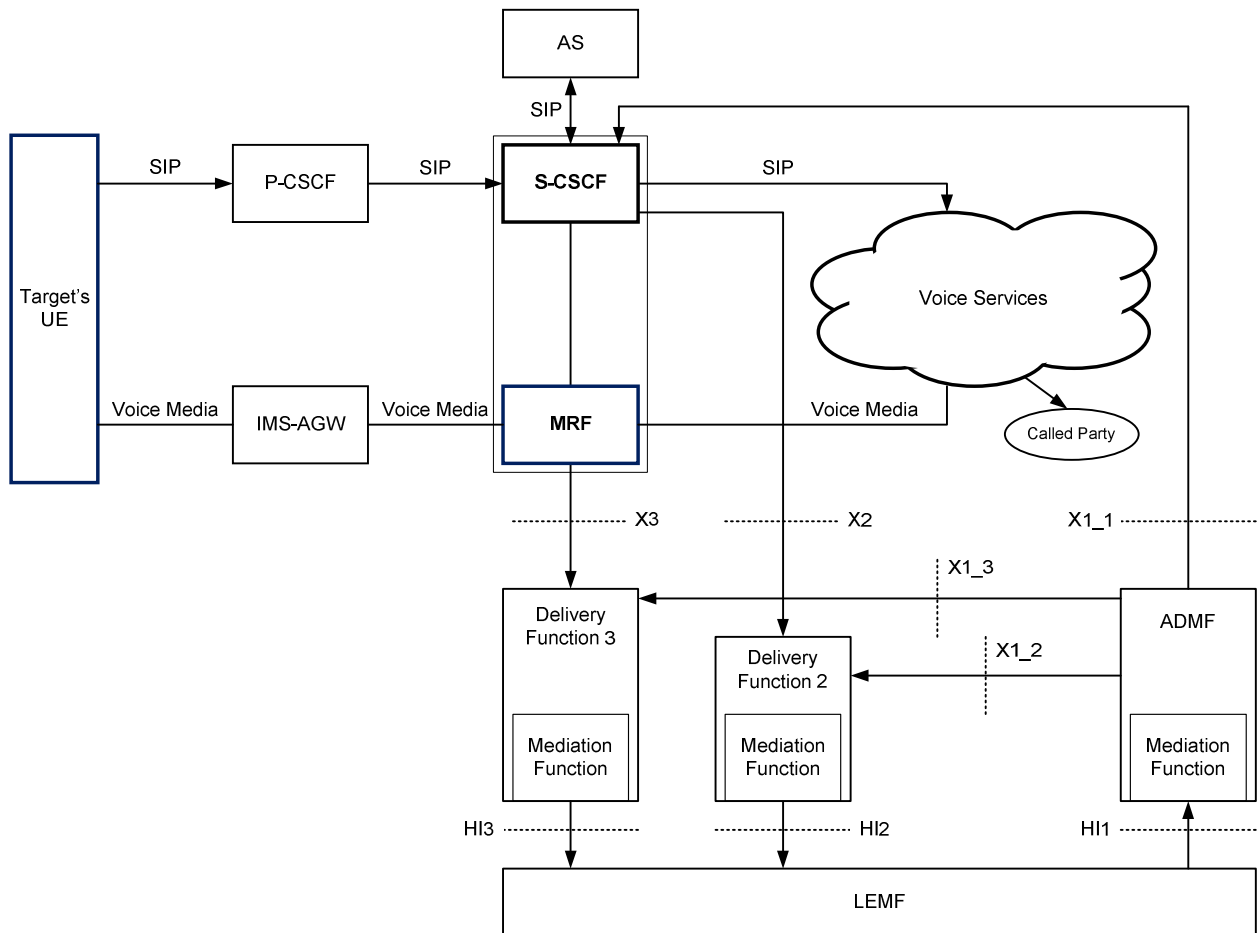 AS
SIP
SIP
P-CSCF
SIP
S-CSCF
SIP
Target's
UE
Voice Services
Voice Media
IMS-AGW
Voice Media
MRF
Voice Media
Called Party
X3
X2
X1_1
X1_3
Delivery
Function 3
ADMF
X1_2
Delivery
Function 2
Mediation
Function
Mediation
Function
Mediation
Function
HI3
HI2
HI1
LEMF